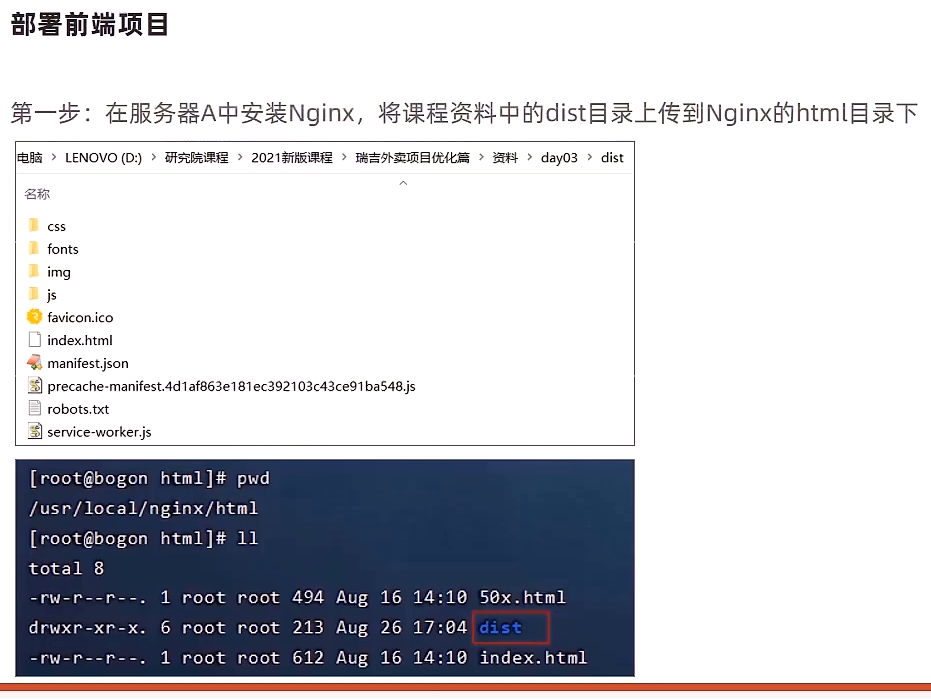 部署前端项目
第一步：在服务器A中安装Nginx，将课程资料中的dist目录上传到Nginx的html目录下
电脑 > LENOVO (D:) > 研究院课程 > 2021新版课程 > 瑞吉外卖项目优化篇 > 资料 > day03 > dist
名称
css
fonts
img
js
favicon.ico
index.html
manifest.json
precache-manifest.4d1af863e181ec392103c43ce91ba548.js
robots.txt
service-worker.js
[root@bogon html]# pwd
/usr/local/nginx/html
[root@bogon html]# ll
total 8
-rw-r--r--. 1 root root 494 Aug 16 14:10 50x.html
drwxr-xr-x. 6 root root 213 Aug 26 17:04 dist
-rw-r--r--. 1 root root 612 Aug 16 14:10 index.html